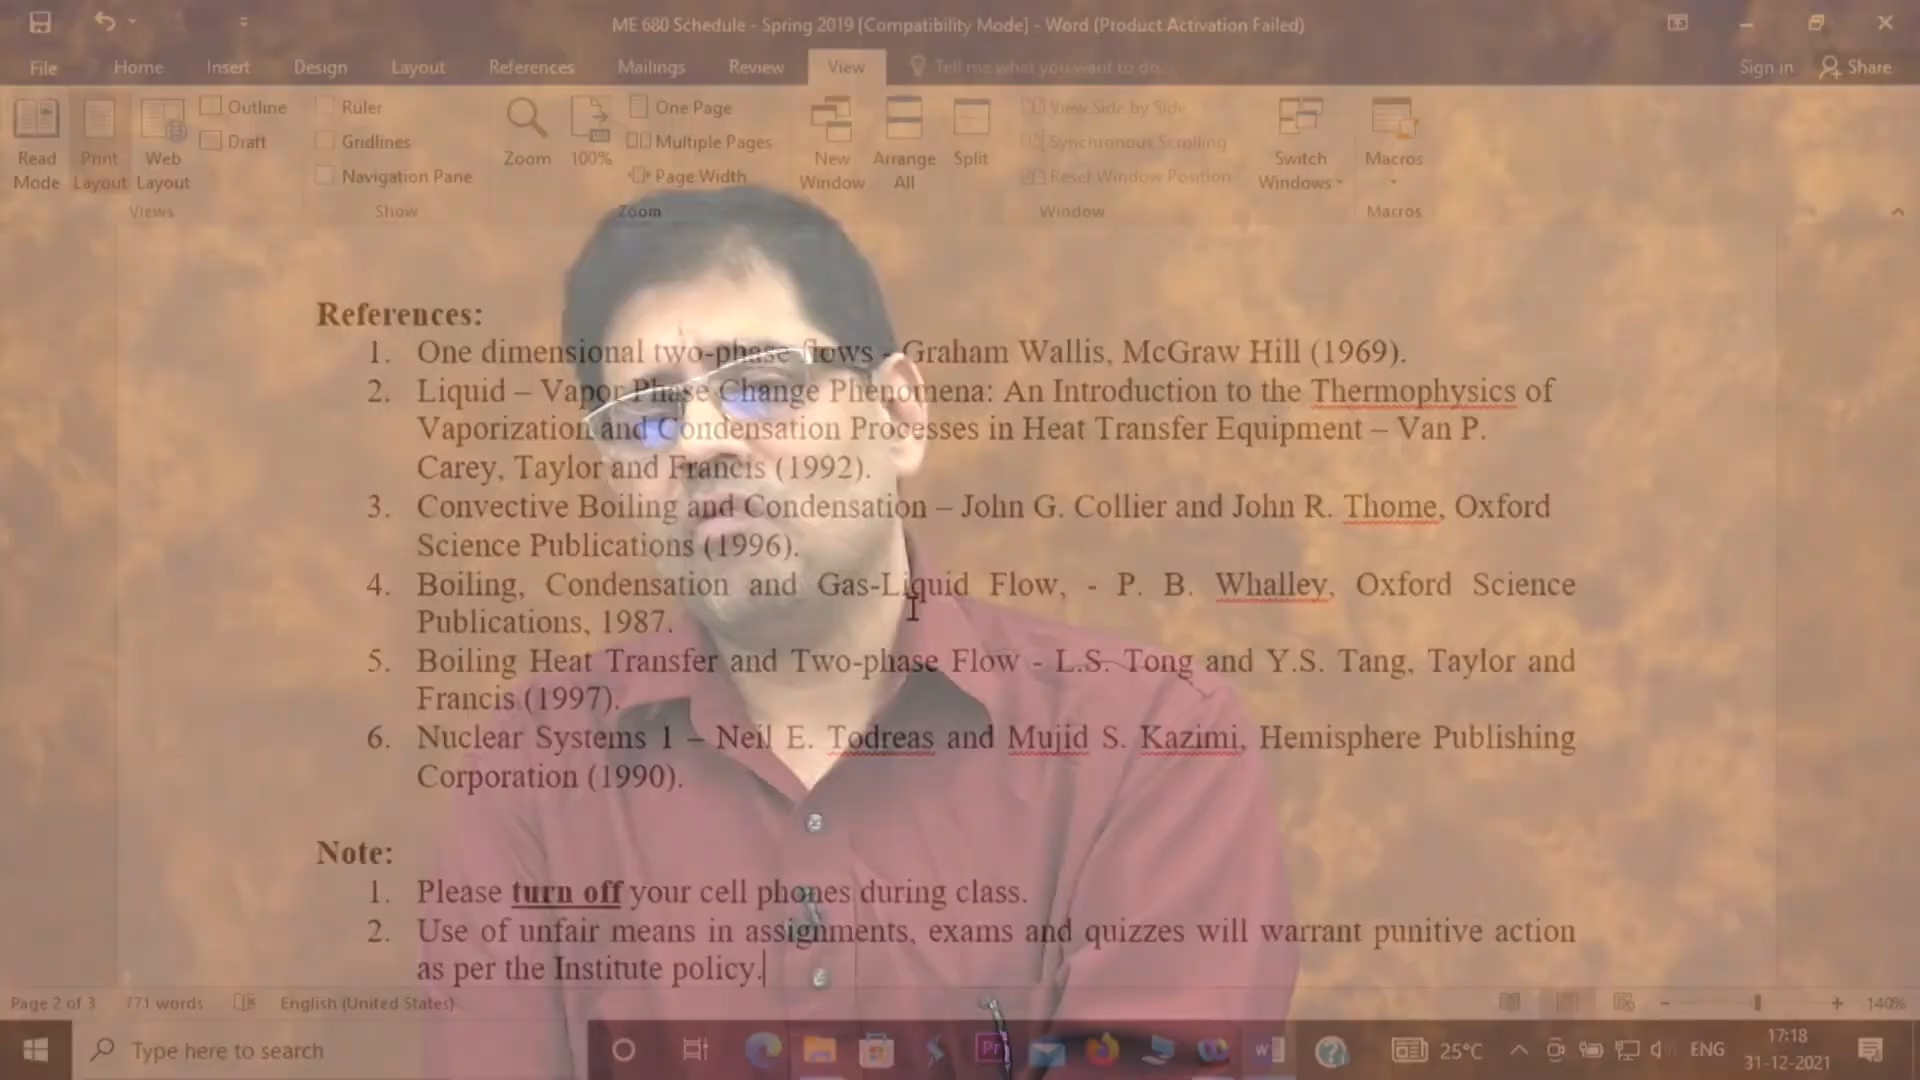 ME 680 Schedule - Spring 2019 [Compatibility Mode] - Word (Product Activation Failed)
File Home Insert Design Layout References Mailings Review View Tell me what you want to do... Sign in Share
Outline Ruler One Page View Side by Side
Draft Gridlines Multiple Pages Synchronous Scrolling
Navigation Pane Page Width Reset Window Position
Read Mode Print Layout Web Layout Zoom 100% New Window Arrange All Split Switch Windows Macros
Views Show Zoom Window Macros
References:
1. One dimensional two-phase flows - Graham Wallis, McGraw Hill (1969).
2. Liquid – Vapor Phase Change Phenomena: An Introduction to the Thermophysics of
Vaporization and Condensation Processes in Heat Transfer Equipment – Van P.
Carey, Taylor and Francis (1992).
3. Convective Boiling and Condensation – John G. Collier and John R. Thome, Oxford
Science Publications (1996).
4. Boiling, Condensation and Gas-Liquid Flow, - P. B. Whalley, Oxford Science
Publications, 1987.
5. Boiling Heat Transfer and Two-phase Flow - L.S. Tong and Y.S. Tang, Taylor and
Francis (1997).
6. Nuclear Systems 1 – Neil E. Todreas and Mujid S. Kazimi, Hemisphere Publishing
Corporation (1990).
Note:
1. Please turn off your cell phones during class.
2. Use of unfair means in assignments, exams and quizzes will warrant punitive action
as per the Institute policy.
Page 2 of 3 771 words English (United States) 140%
Type here to search Pr W 25°C ENG 17:18
31-12-2021